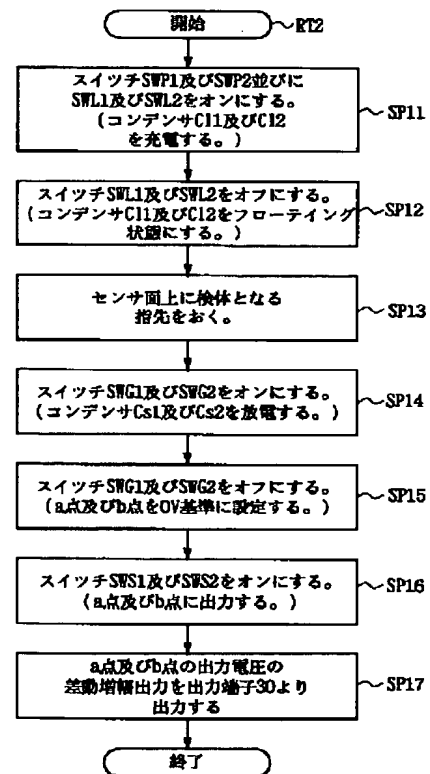 開始
RT2
スイッチSWP1及びSWP2並びに
SWL1及びSWL2をオンにする。
(コンデンサCl1及びCl2
を充電する。)
SP11
スイッチSWL1及びSWL2をオフにする。
(コンデンサCl1及びCl2をフローティング
状態にする。)
SP12
センサ面上に検体となる
指先をおく。
SP13
スイッチSWG1及びSWG2をオンにする。
(コンデンサCs1及びCs2を放電する。)
SP14
スイッチSWG1及びSWG2をオフにする。
(a点及びb点を0V基準に設定する。)
SP15
スイッチSWS1及びSWS2をオンにする。
(a点及びb点に出力する。)
SP16
a点及びb点の出力電圧の
差動増幅出力を出力端子30より
出力する
SP17
終了